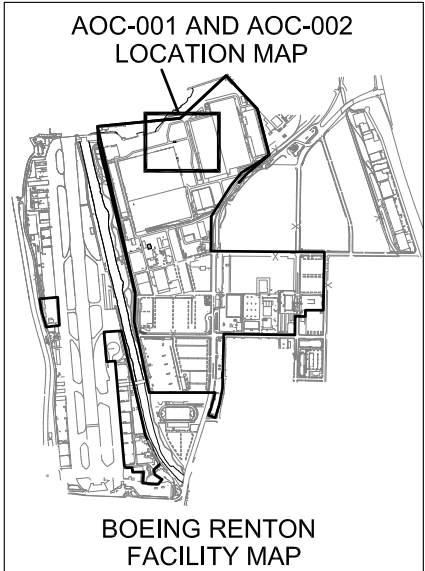 AOC-001 AND AOC-002
LOCATION MAP
BOEING RENTON
FACILITY MAP